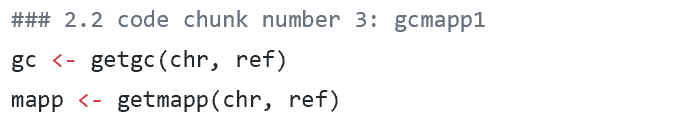 ### 2.2 code chunk number 3: gcmapp1
gc <- getgc(chr, ref)
mapp <- getmapp(chr, ref)